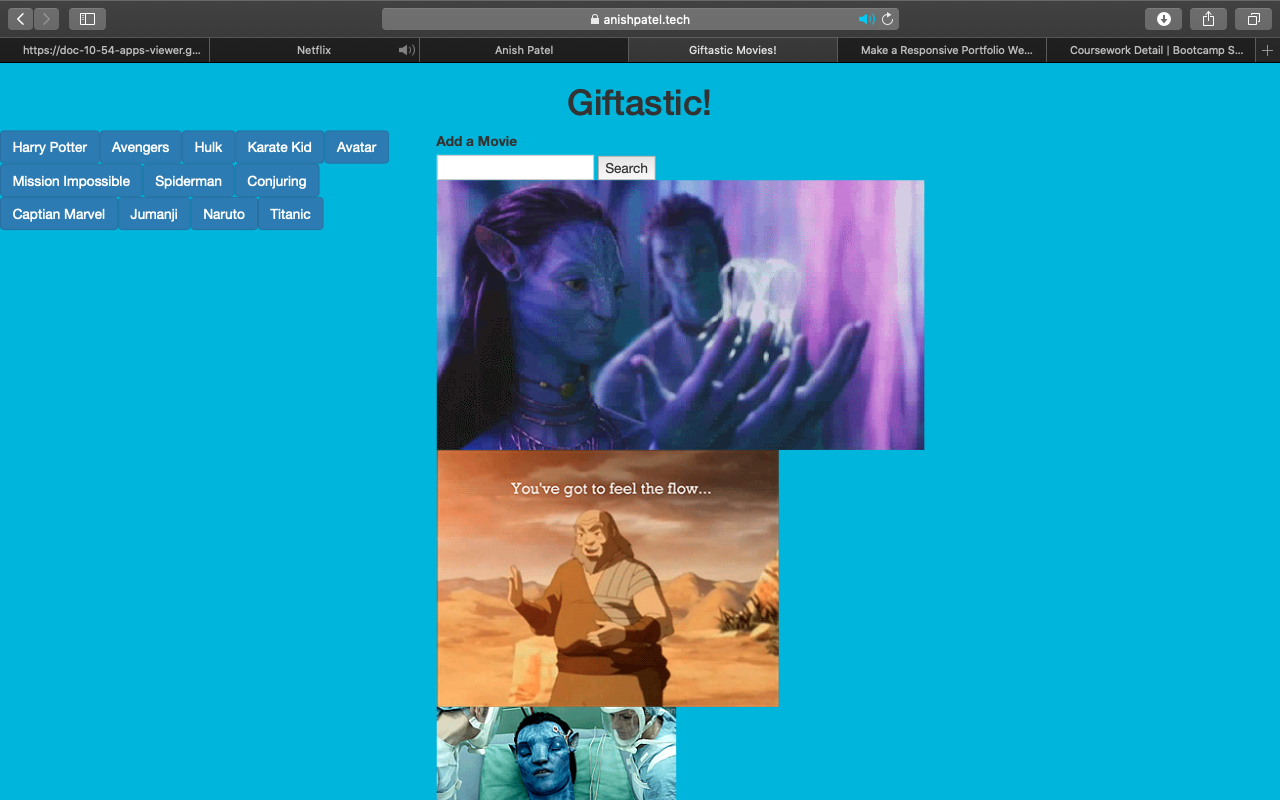 anishpatel.tech
https://doc-10-54-apps-viewer.g...
Netflix
Anish Patel
Giftastic Movies!
Make a Responsive Portfolio We...
Coursework Detail | Bootcamp S...
Giftastic!
Harry Potter
Avengers
Hulk
Karate Kid
Avatar
Mission Impossible
Spiderman
Conjuring
Captian Marvel
Jumanji
Naruto
Titanic
Add a Movie
Search
You've got to feel the flow...